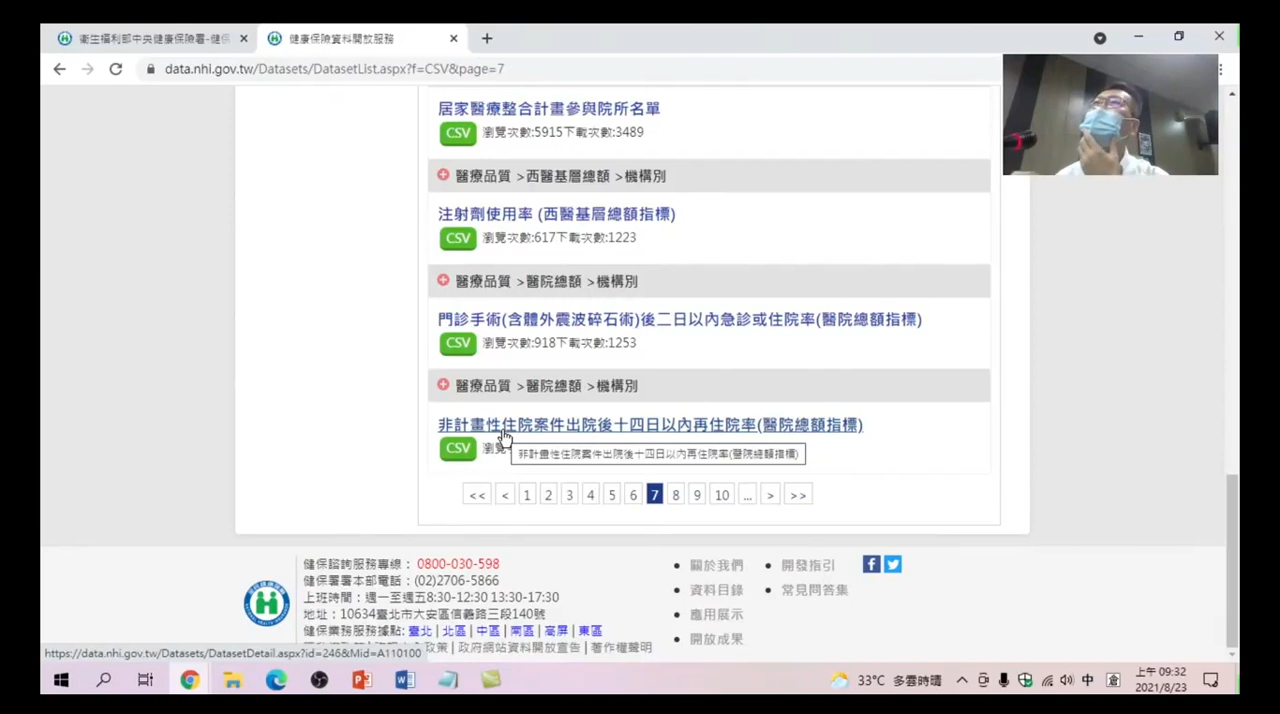 衛生福利部中央健康保險署-健保
健康保險資料開放服務
data.nhi.gov.tw/Datasets/DatasetList.aspx?f=CSV&page=7
居家醫療整合計畫參與院所名單
CSV 瀏覽次數:5915下載次數:3489
醫療品質 >西醫基層總額 >機構別
注射劑使用率 (西醫基層總額指標)
CSV 瀏覽次數:617下載次數:1223
醫療品質 >醫院總額 >機構別
門診手術(含體外震波碎石術)後二日以內急診或住院率(醫院總額指標)
CSV 瀏覽次數:918下載次數:1253
醫療品質 >醫院總額 >機構別
非計畫性住院案件出院後十四日以內再住院率(醫院總額指標)
CSV 瀏覽
非計畫性住院案件出院後十四日以內再住院率(醫院總額指標)
<< < 1 2 3 4 5 6 7 8 9 10 ... > >>
健保諮詢服務專線： 0800-030-598
健保署署本部電話：(02)2706-5866
上班時間：週一至週五8:30-12:30 13:30-17:30
地址：10634臺北市大安區信義路三段140號
健保業務服務據點: 臺北 | 北區 | 中區 | 南區 | 高屏 | 東區
政策 | 政府網站資料開放宣告 | 著作權聲明
關於我們
資料目錄
應用展示
開放成果
開發指引
常見問答集
https://data.nhi.gov.tw/Datasets/DatasetDetail.aspx?id=246&Mid=A110100
33°C 多雲時晴
中
倉
上午 09:32
2021/8/23